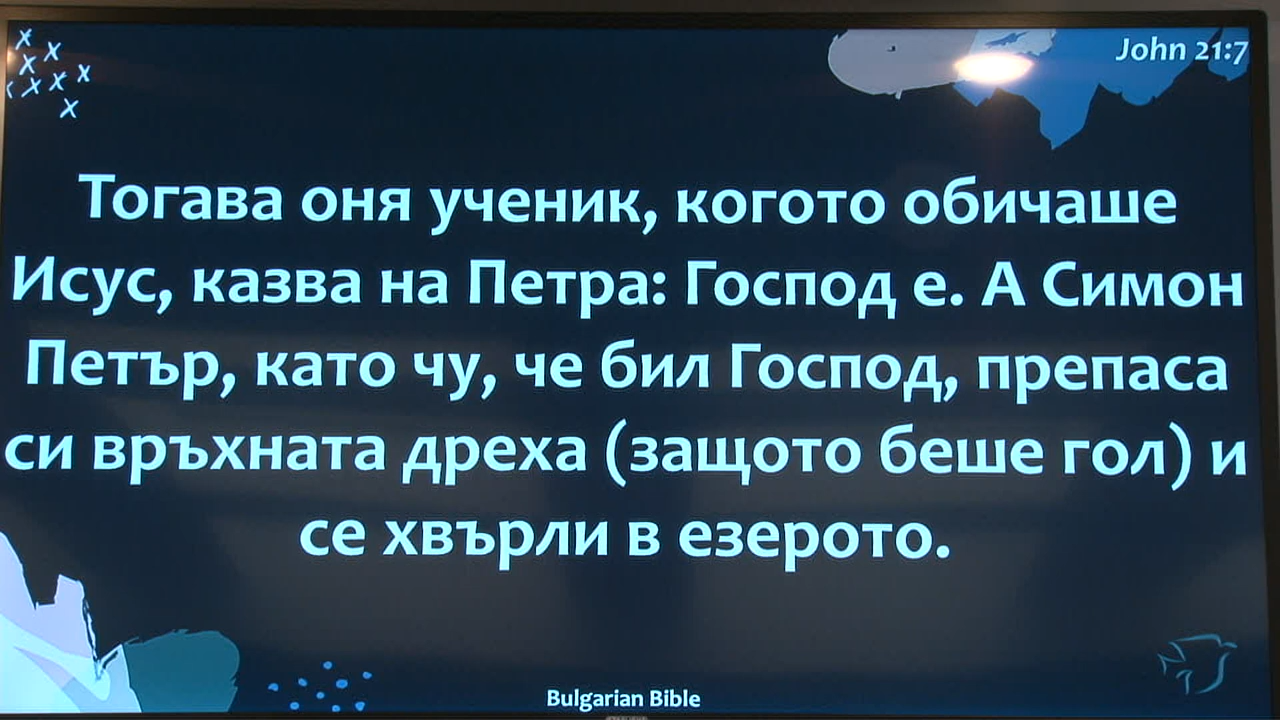 John 21:7
Тогава оня ученик, когото обичаше
Исус, казва на Петра: Господ е. А Симон
Петър, като чу, че бил Господ, препаса
си връхната дреха (защото беше гол) и
се хвърли в езерото.
Bulgarian Bible